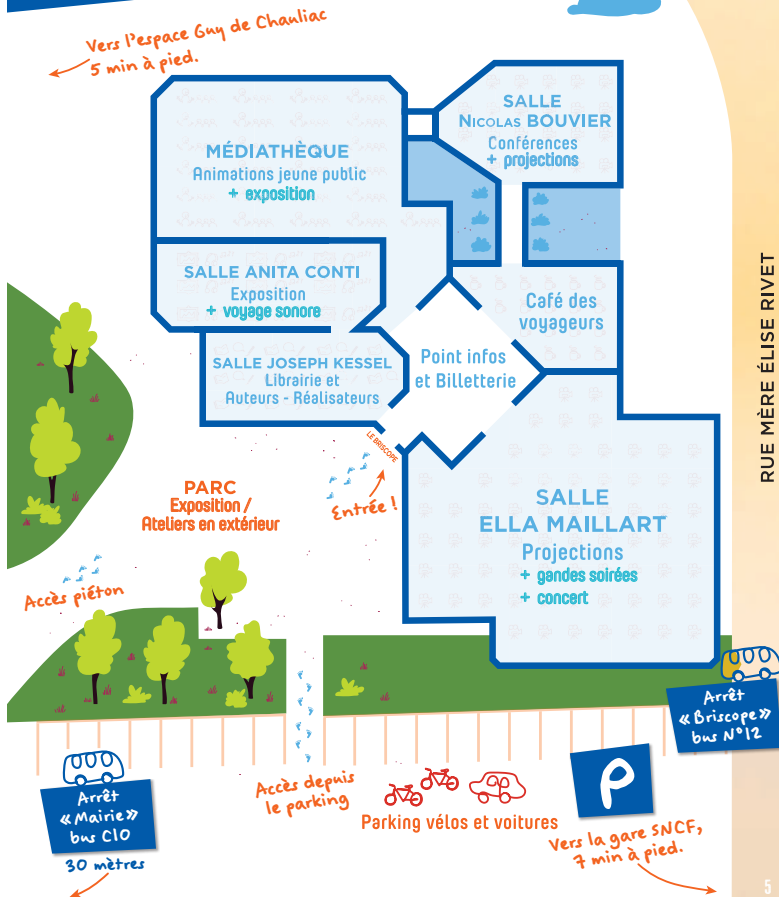 Vers l'espace Guy de Chanliac
5 min à pied.
MÉDIATHÈQUE
Animations jeune public
+ exposition
SALLE
NICOLAS BOUVIER
Conférences
+ projections
SALLE ANITA CONTI
Exposition
+ voyage sonore
Café des
voyageurs
Point infos
et Billetterie
SALLE JOSEPH KESSEL
Librairie et
Auteurs - Réalisateurs
LE BRISCOPE
Entrée !
PARC
Exposition /
Ateliers en extérieur
SALLE
ELLA MAILLART
Projections
+ gandes soirées
+ concert
RUE MÈRE ÉLISE RIVET
Accès piéton
Arrêt
«Briscope»
bus N°12
Arrêt
«Mairie»
bus C10
30 mètres
Accès depuis
le parking
Parking vélos et voitures
P
Vers la gare SNCF,
7 min à pied.
5